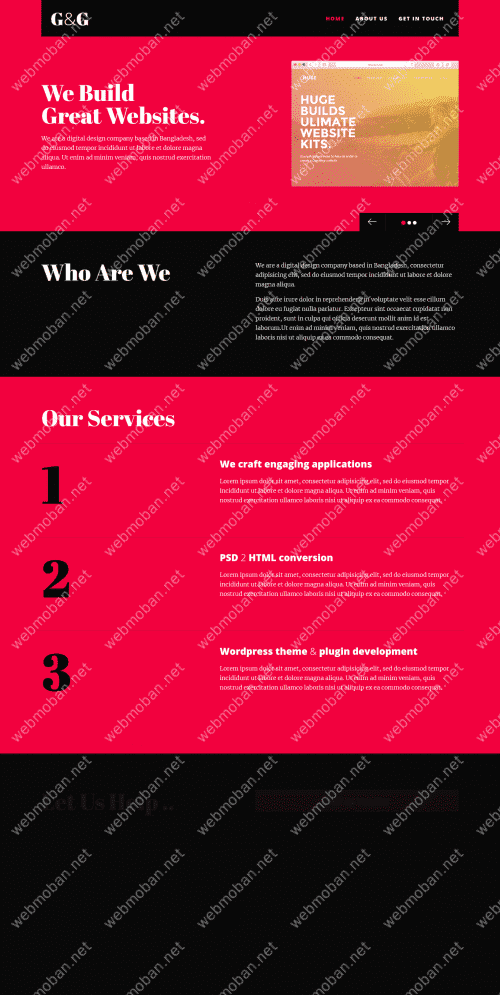 G&G
HOME ABOUT US GET IN TOUCH
We Build
Great Websites.
We are a digital design company based in Bangladesh, sed
do eiusmod tempor incididunt ut labore et dolore magna
aliqua. Ut enim ad minim veniam, quis nostrud exercitation
ullamco.
HUGE
BUILDS
ULIMATE
WEBSITE
KITS.
Who Are We
We are a digital design company based in Bangladesh, consectetur
adipisicing elit, sed do eiusmod tempor incididunt ut labore et dolore
magna aliqua.
Duis aute irure dolor in reprehenderit in voluptate velit esse cillum
dolore eu fugiat nulla pariatur. Excepteur sint occaecat cupidatat non
proident, sunt in culpa qui officia deserunt mollit anim id est
laborum.Ut enim ad minim veniam, quis nostrud exercitation ullamco
laboris nisi ut aliquip ex ea commodo consequat.
Our Services
1
We craft engaging applications
Lorem ipsum dolor sit amet, consectetur adipisicing elit, sed do eiusmod tempor
incididunt ut labore et dolore magna aliqua. Ut enim ad minim veniam, quis
nostrud exercitation ullamco laboris nisi ut aliquip ex ea commodo consequat.
2
PSD 2 HTML conversion
Lorem ipsum dolor sit amet, consectetur adipisicing elit, sed do eiusmod tempor
incididunt ut labore et dolore magna aliqua. Ut enim ad minim veniam, quis
nostrud exercitation ullamco laboris nisi ut aliquip ex ea commodo consequat.
3
Wordpress theme & plugin development
Lorem ipsum dolor sit amet, consectetur adipisicing elit, sed do eiusmod tempor
incididunt ut labore et dolore magna aliqua. Ut enim ad minim veniam, quis
nostrud exercitation ullamco laboris nisi ut aliquip ex ea commodo consequat.
Let Us Help ..
webmoban.net